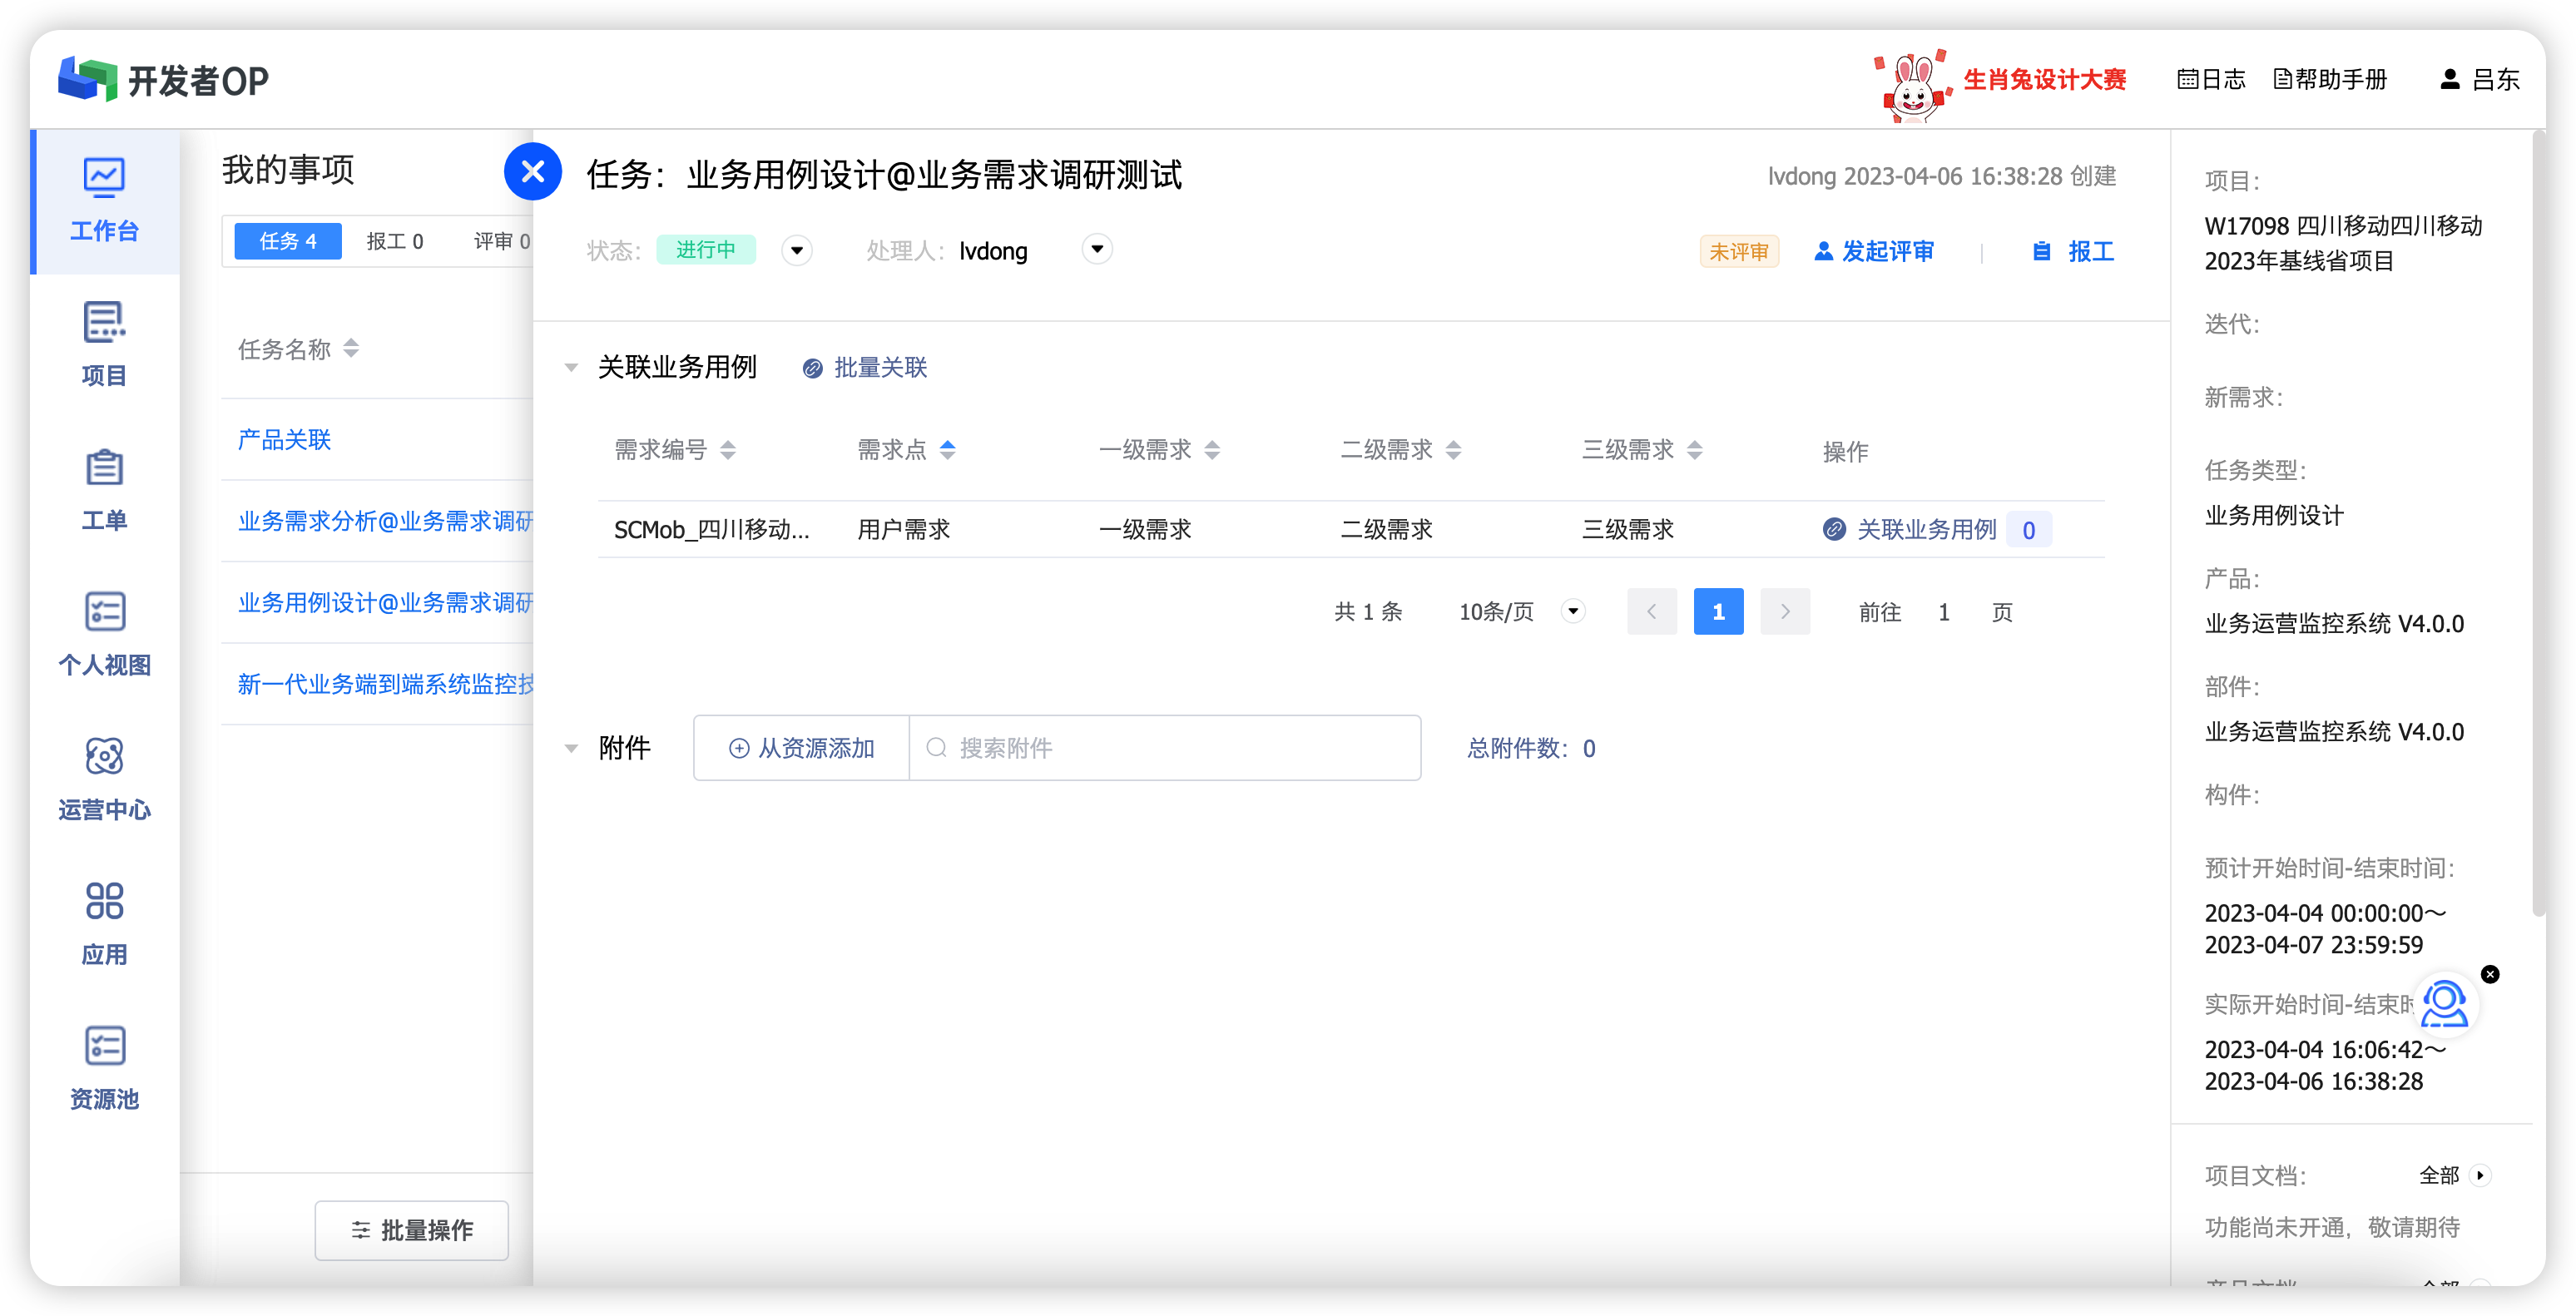 开发者OP
生肖兔设计大赛
日志
帮助手册
吕东
工作台
项目
工单
个人视图
运营中心
应用
资源池
我的事项
任务 4
报工 0
评审 0
任务名称
产品关联
业务需求分析@业务需求调研
业务用例设计@业务需求调研
新一代业务端到端系统监控技
批量操作
任务：业务用例设计@业务需求调研测试
lvdong 2023-04-06 16:38:28 创建
状态： 进行中
处理人： lvdong
未评审
发起评审
报工
关联业务用例
批量关联
需求编号 需求点 一级需求 二级需求 三级需求 操作
SCMob_四川移动... 用户需求 一级需求 二级需求 三级需求 关联业务用例 0
共 1 条 10条/页 1 前往 1 页
附件
从资源添加
搜索附件
总附件数：0
项目：
W17098 四川移动四川移动
2023年基线省项目
迭代：
新需求：
任务类型：
业务用例设计
产品：
业务运营监控系统 V4.0.0
部件：
业务运营监控系统 V4.0.0
构件：
预计开始时间-结束时间：
2023-04-04 00:00:00～
2023-04-07 23:59:59
实际开始时间-结束时
2023-04-04 16:06:42～
2023-04-06 16:38:28
项目文档：
全部
功能尚未开通，敬请期待